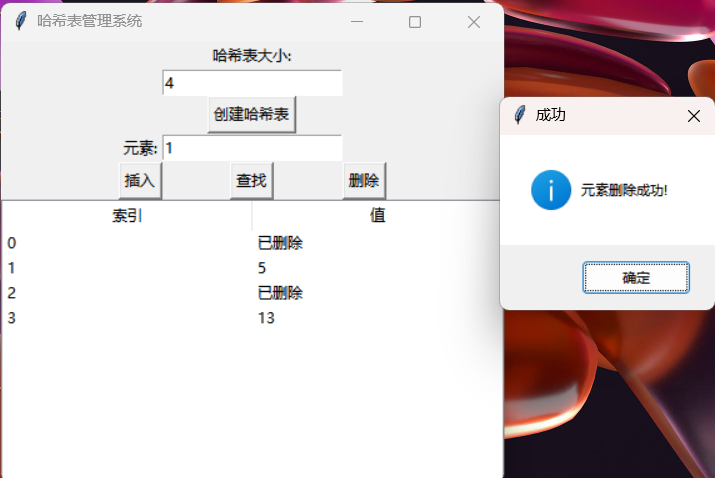 哈希表管理系统
哈希表大小:
4
创建哈希表
元素: 1
插入 查找 删除
索引 值
0 已删除
1 5
2 已删除
3 13
成功
元素删除成功!
确定